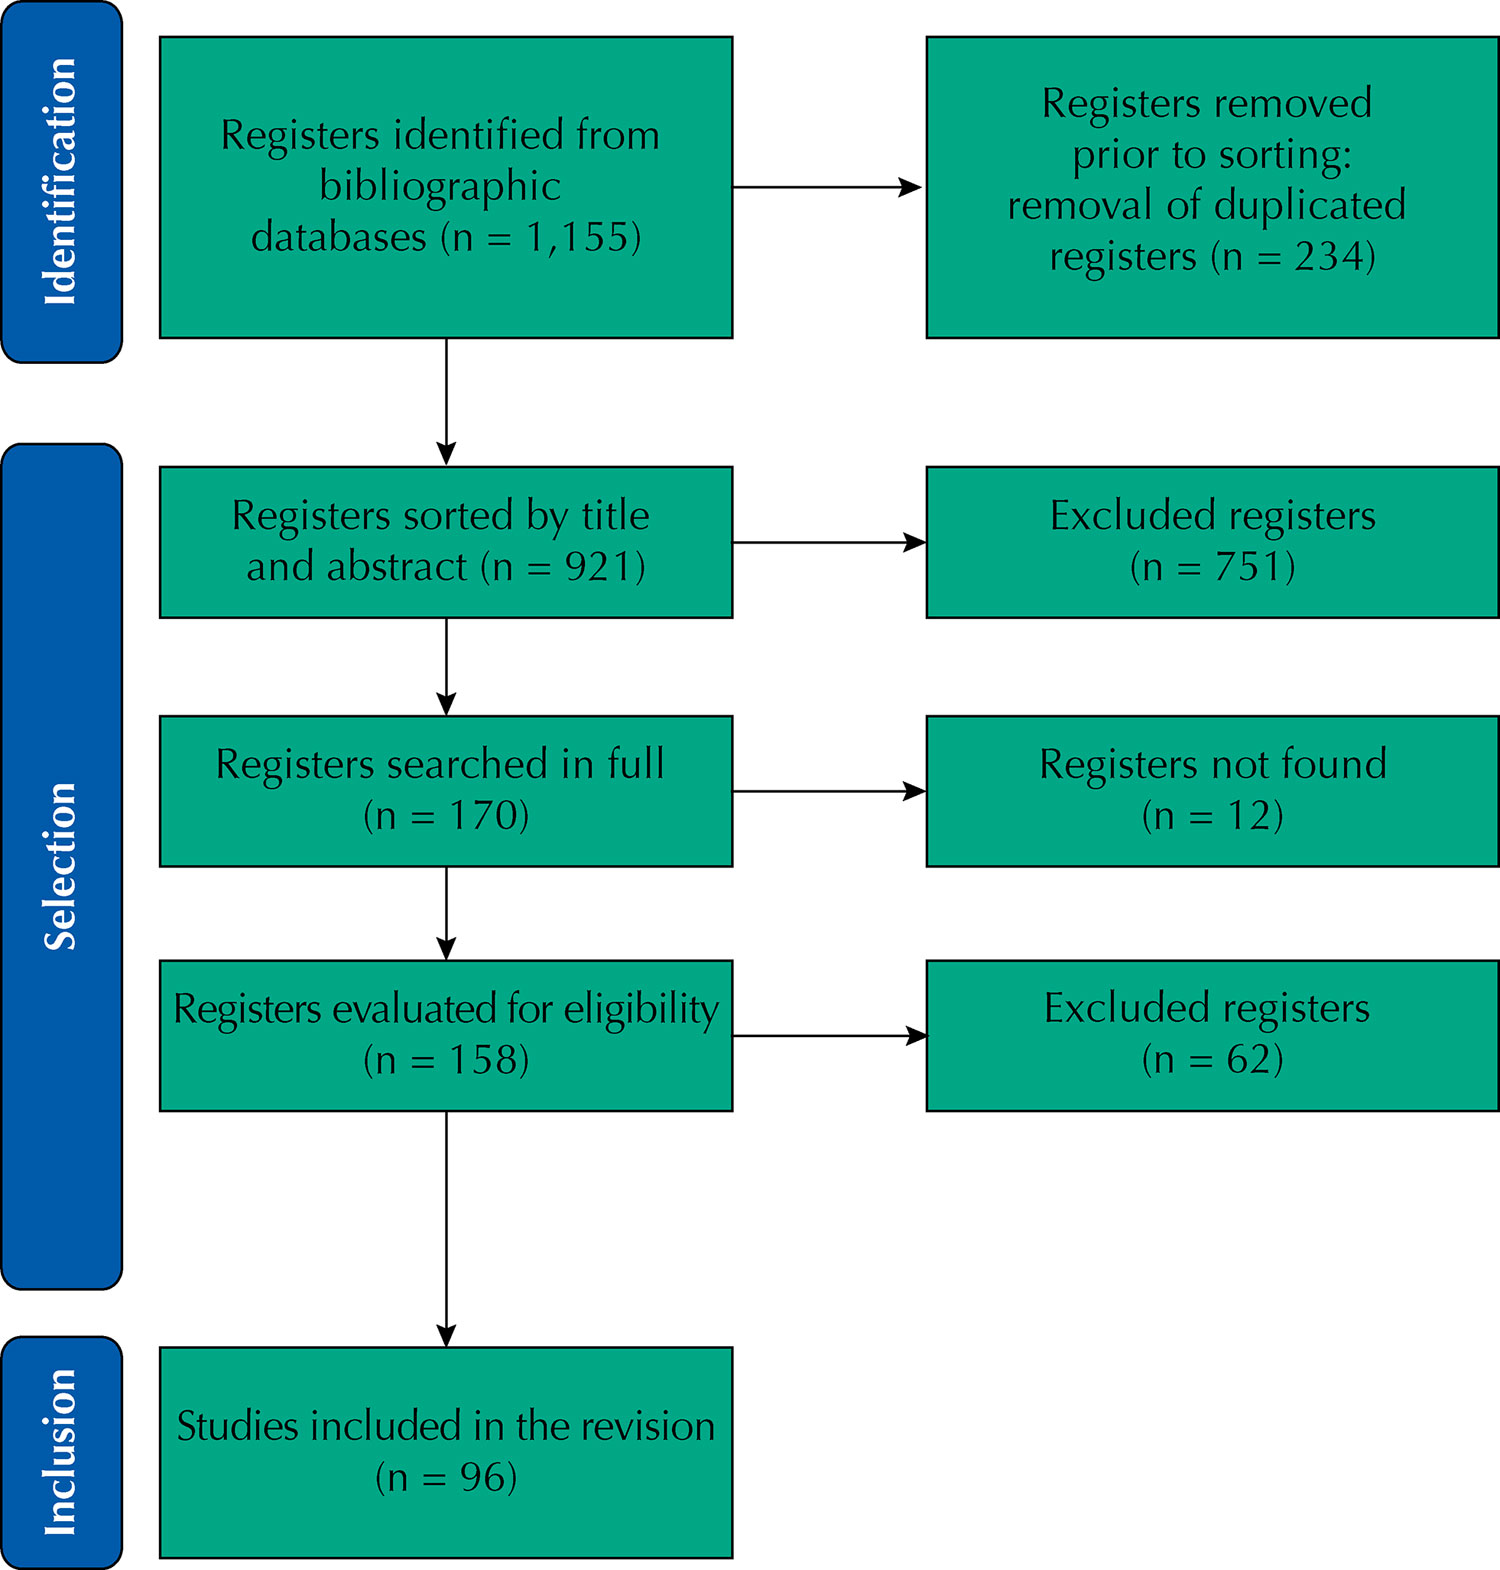 Identification
Registers identified from
bibliographic
databases (n = 1,155)
Registers removed
prior to sorting:
removal of duplicated
registers (n = 234)
Selection
Registers sorted by title
and abstract (n = 921)
Excluded registers
(n = 751)
Registers searched in full
(n = 170)
Registers not found
(n = 12)
Registers evaluated for eligibility
(n = 158)
Excluded registers
(n = 62)
Inclusion
Studies included in the revision
(n = 96)